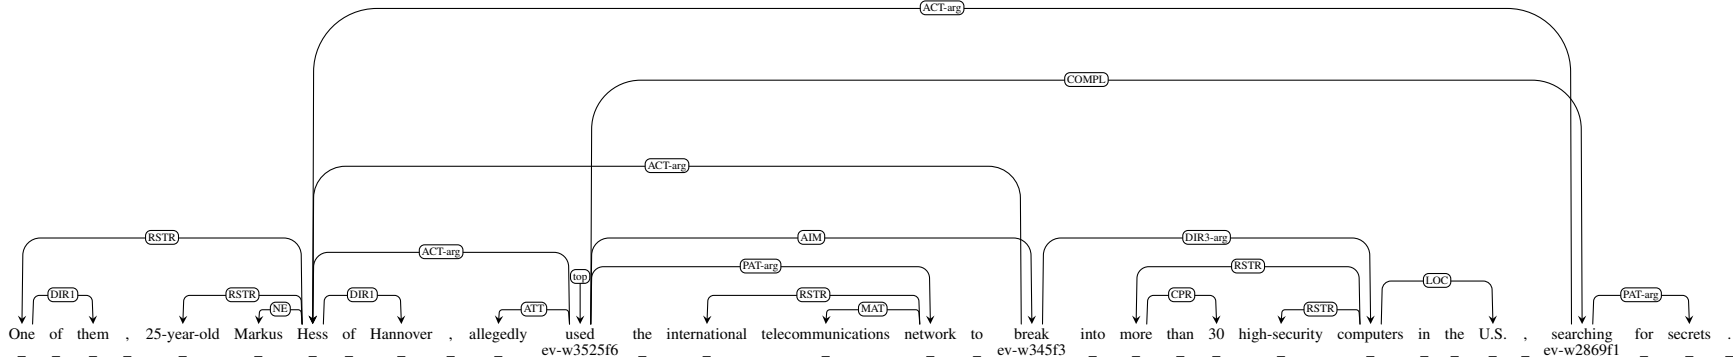 ACT-arg
COMPL
ACT-arg
RSTR AIM DIR3-arg
ACT-arg
top PAT-arg RSTR
LOC
DIR1 RSTR DIR1 RSTR CPR PAT-arg
NE ATT MAT RSTR
One of them , 25-year-old Markus Hess of Hannover , allegedly used the international telecommunications network to break into more than 30 high-security computers in the U.S. , searching for secrets .
_ _ _ _ _ _ _ _ _ _ _ ev-w3525f6 _ _ _ _ _ ev-w345f3 _ _ _ _ _ _ _ _ _ _ ev-w2869f1 _ _ _